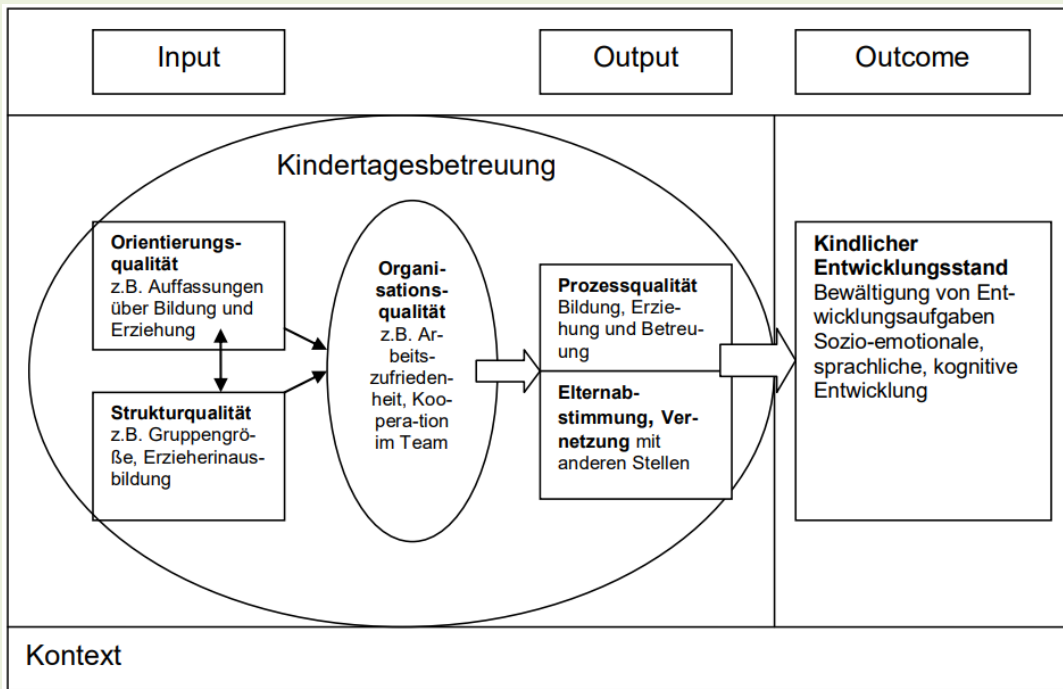 Input
Output
Outcome
Kindertagesbetreuung
Orientierungs-
qualität
z.B. Auffassungen
über Bildung und
Erziehung
Strukturqualität
z.B. Gruppengrö-
ße, Erzieherinaus-
bildung
Organi-
sations-
qualität
z.B. Ar-
beits-
zufrieden-
heit, Koo-
pera-tion
im Team
Prozessqualität
Bildung, Erzie-
hung und Betreu-
ung
Elternab-
stimmung, Ver-
netzung mit
anderen Stellen
Kindlicher
Entwicklungsstand
Bewältigung von Ent-
wicklungsaufgaben
Sozio-emotionale,
sprachliche, kognitive
Entwicklung
Kontext